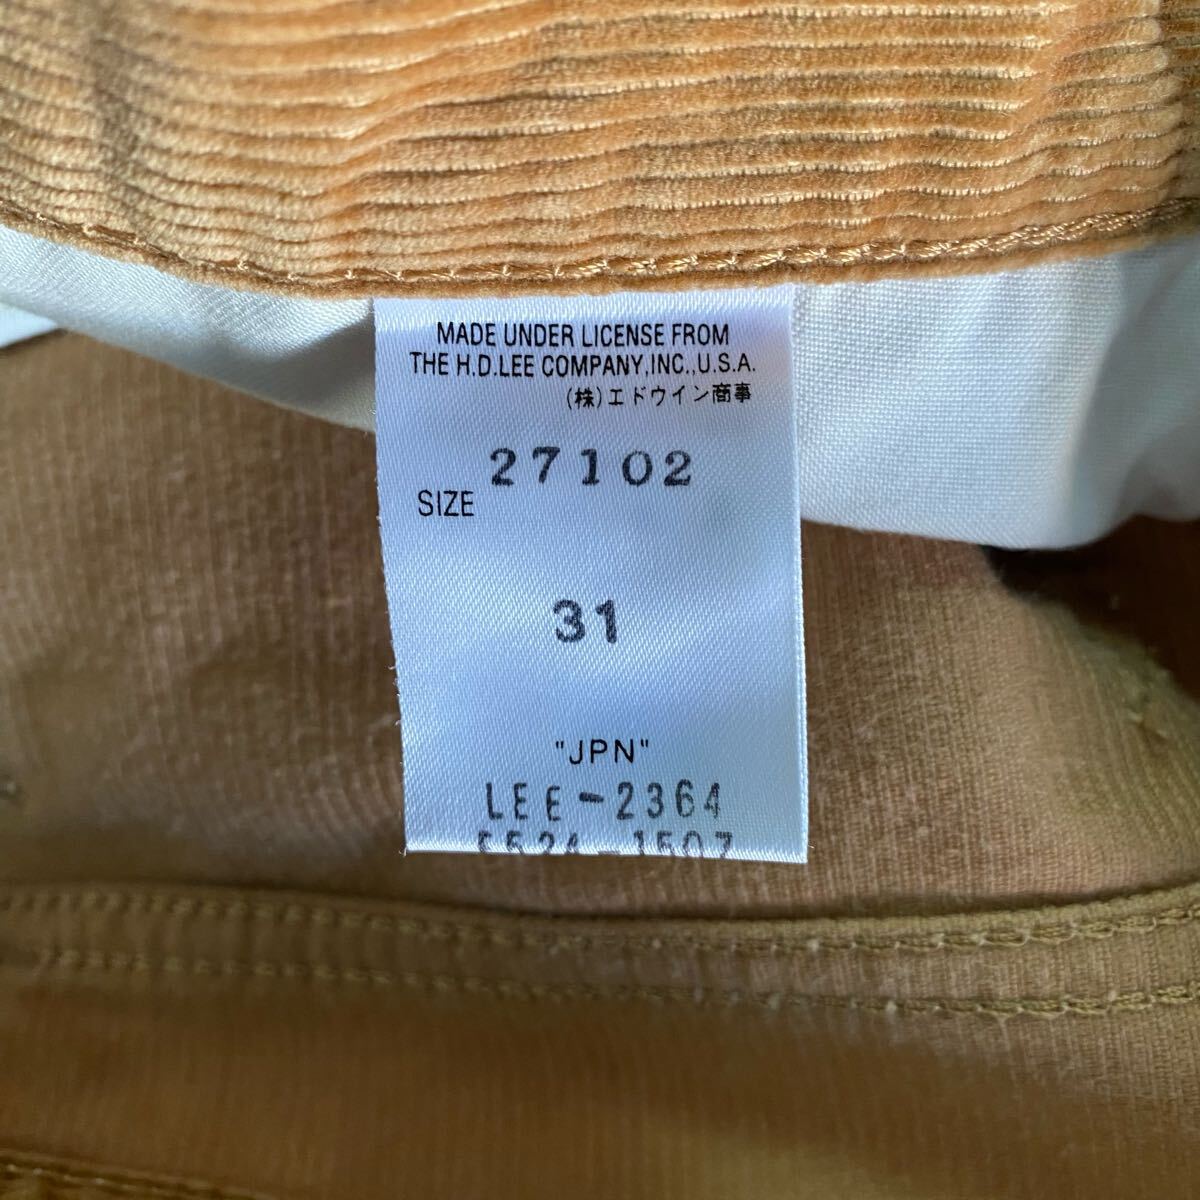 MADE UNDER LICENSE FROM
THE H.D.LEE COMPANY,INC.,U.S.A.
(株)エドウイン商事
27102
SIZE
31
"JPN"
LEE-2364